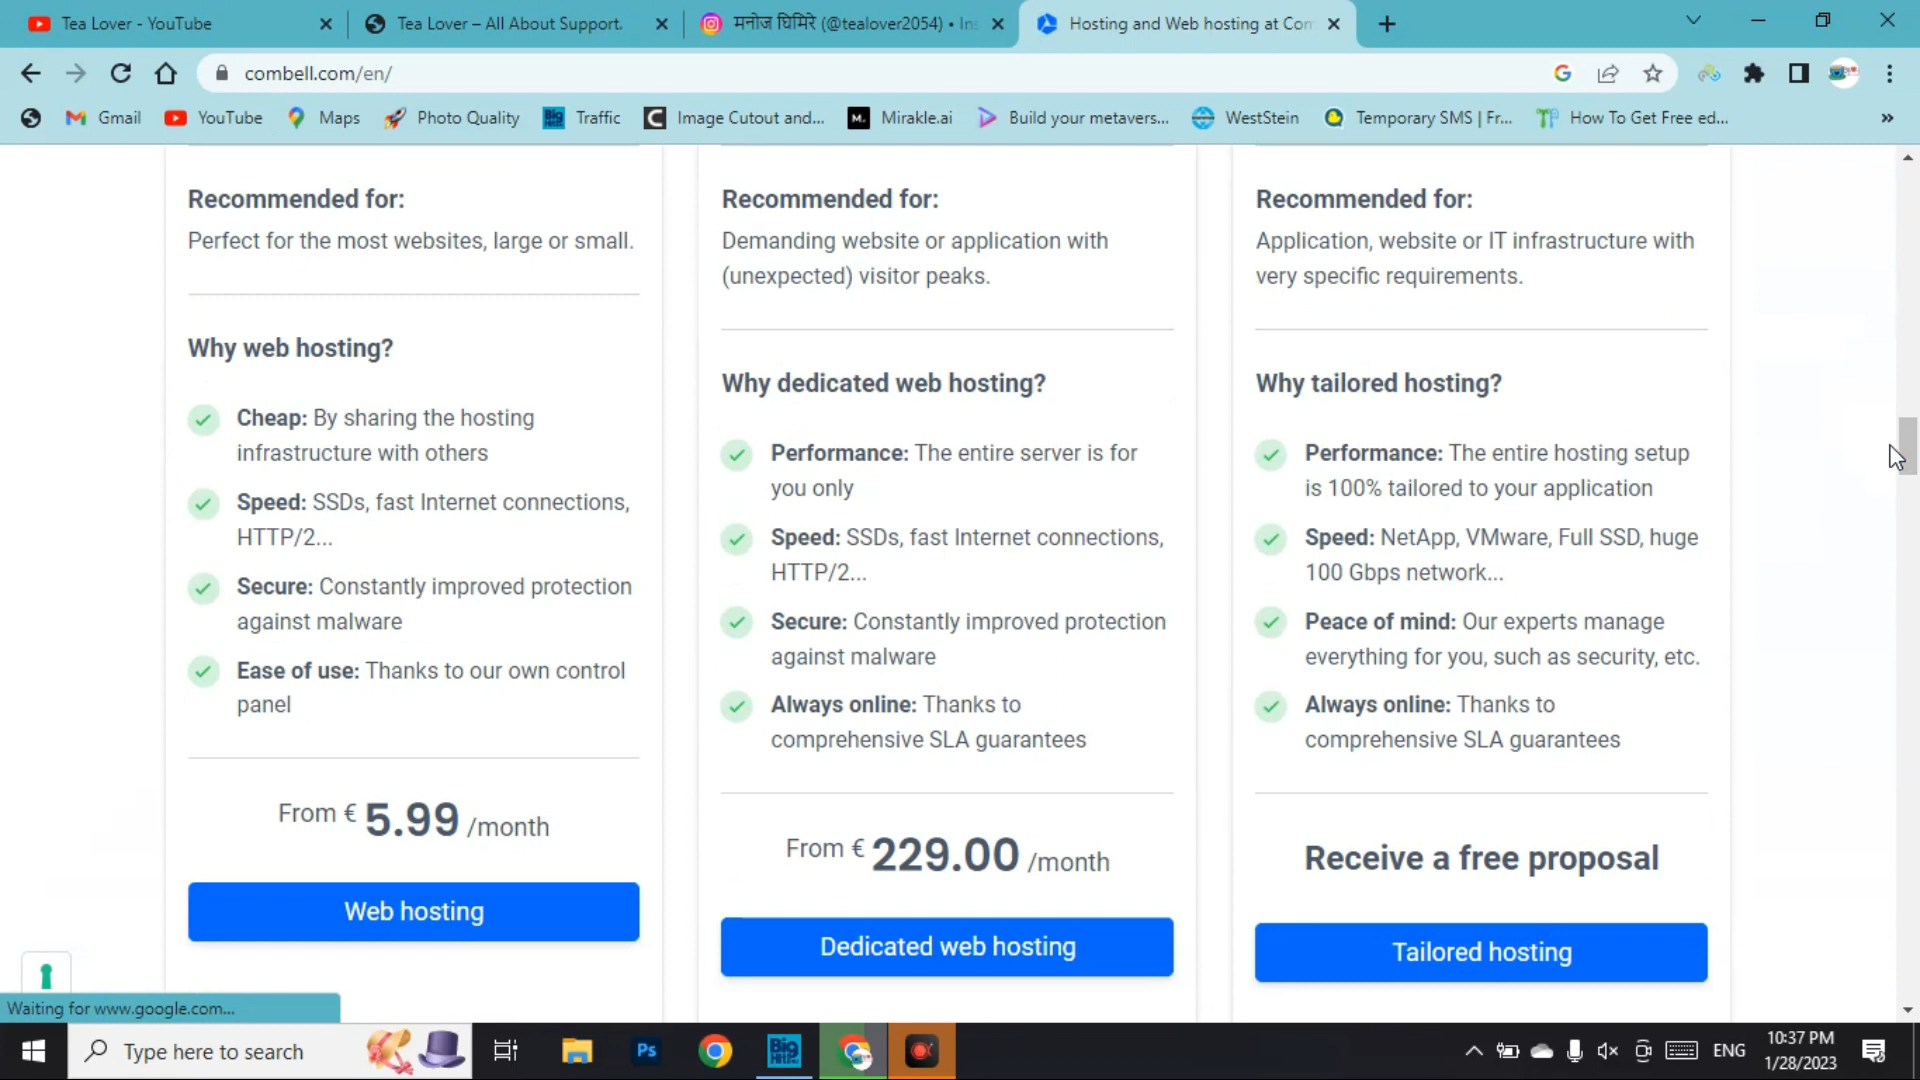 Tea Lover - YouTube
Tea Lover – All About Support.
मनोज घिमिरे (@tealover2054) • Ins
Hosting and Web hosting at Com
combell.com/en/
Gmail
YouTube
Maps
Photo Quality
Traffic
Image Cutout and...
Mirakle.ai
Build your metavers...
WestStein
Temporary SMS | Fr...
How To Get Free ed...
»
Recommended for:
Perfect for the most websites, large or small.
Why web hosting?
Cheap: By sharing the hosting
infrastructure with others
Speed: SSDs, fast Internet connections,
HTTP/2...
Secure: Constantly improved protection
against malware
Ease of use: Thanks to our own control
panel
From € 5.99 /month
Web hosting
Recommended for:
Demanding website or application with
(unexpected) visitor peaks.
Why dedicated web hosting?
Performance: The entire server is for
you only
Speed: SSDs, fast Internet connections,
HTTP/2...
Secure: Constantly improved protection
against malware
Always online: Thanks to
comprehensive SLA guarantees
From € 229.00 /month
Dedicated web hosting
Recommended for:
Application, website or IT infrastructure with
very specific requirements.
Why tailored hosting?
Performance: The entire hosting setup
is 100% tailored to your application
Speed: NetApp, VMware, Full SSD, huge
100 Gbps network...
Peace of mind: Our experts manage
everything for you, such as security, etc.
Always online: Thanks to
comprehensive SLA guarantees
Receive a free proposal
Tailored hosting
Waiting for www.google.com...
Type here to search
Ps
ENG
10:37 PM
1/28/2023